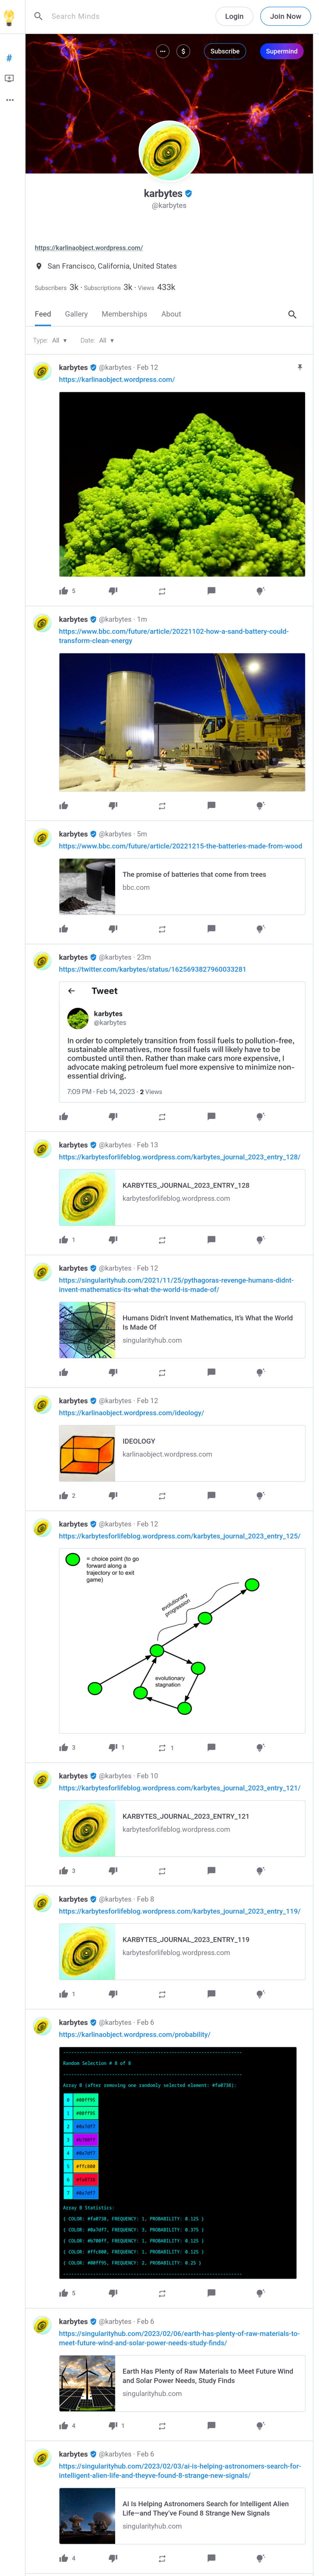 Search Minds
Login
Join Now
#
Subscribe
Supermind
karbytes
@karbytes
https://karlinaobject.wordpress.com/
San Francisco, California, United States
Subscribers 3k · Subscriptions 3k · Views 433k
Feed Gallery Memberships About
Type: All ▼ Date: All ▼
karbytes @karbytes · Feb 12
https://karlinaobject.wordpress.com/
5
karbytes @karbytes · 1m
https://www.bbc.com/future/article/20221102-how-a-sand-battery-could-
transform-clean-energy
karbytes @karbytes · 5m
https://www.bbc.com/future/article/20221215-the-batteries-made-from-wood
The promise of batteries that come from trees
bbc.com
karbytes @karbytes · 23m
https://twitter.com/karbytes/status/1625693827960033281
← Tweet
karbytes
@karbytes
In order to completely transition from fossil fuels to pollution-free,
sustainable alternatives, more fossil fuel will likely have to be
combusted until then. Rather than make cars more expensive, I
advocate making petroleum fuel more expensive to minimize non-
essential driving.
7:09 PM · Feb 14, 2023 · 2 Views
karbytes @karbytes · Feb 13
https://karbytesforlifeblog.wordpress.com/karbytes_journal_2023_entry_128/
KARBYTES_JOURNAL_2023_ENTRY_128
karbytesforlifeblog.wordpress.com
1
karbytes @karbytes · Feb 12
https://singularityhub.com/2021/11/25/pythagoras-revenge-humans-didnt-
invent-mathematics-its-what-the-world-is-made-of/
Humans Didn't Invent Mathematics, It's What the World
Is Made Of
singularityhub.com
karbytes @karbytes · Feb 12
https://karlinaobject.wordpress.com/ideology/
IDEOLOGY
karlinaobject.wordpress.com
2
karbytes @karbytes · Feb 12
https://karbytesforlifeblog.wordpress.com/karbytes_journal_2023_entry_125/
= choice point (to go
forward along a
trajectory or to exit
game)
evolutionary
progression
evolutionary
stagnation
3 1 1
karbytes @karbytes · Feb 10
https://karbytesforlifeblog.wordpress.com/karbytes_journal_2023_entry_121/
KARBYTES_JOURNAL_2023_ENTRY_121
karbytesforlifeblog.wordpress.com
3
karbytes @karbytes · Feb 8
https://karbytesforlifeblog.wordpress.com/karbytes_journal_2023_entry_119/
KARBYTES_JOURNAL_2023_ENTRY_119
karbytesforlifeblog.wordpress.com
1
karbytes @karbytes · Feb 6
https://karlinaobject.wordpress.com/probability/
Random Selection # 8 of 8
Array B (after removing one randomly selected element: #fa0738):
0 #00ff95
1 #00ff95
2 #0a7df7
3 #b700ff
4 #0a7df7
5 #ffc800
6 #fa0738
7 #0a7df7
Array B Statistics:
{ COLOR: #fa0738, FREQUENCY: 1, PROBABILITY: 0.125 }
{ COLOR: #0a7df7, FREQUENCY: 3, PROBABILITY: 0.375 }
{ COLOR: #b700ff, FREQUENCY: 1, PROBABILITY: 0.125 }
{ COLOR: #ffc800, FREQUENCY: 1, PROBABILITY: 0.125 }
{ COLOR: #00ff95, FREQUENCY: 2, PROBABILITY: 0.25 }
5
karbytes @karbytes · Feb 6
https://singularityhub.com/2023/02/06/earth-has-plenty-of-raw-materials-to-
meet-future-wind-and-solar-power-needs-study-finds/
Earth Has Plenty of Raw Materials to Meet Future Wind
and Solar Power Needs, Study Finds
singularityhub.com
4 1
karbytes @karbytes · Feb 6
https://singularityhub.com/2023/02/03/ai-is-helping-astronomers-search-for-
intelligent-alien-life-and-theyve-found-8-strange-new-signals/
AI Is Helping Astronomers Search for Intelligent Alien
Life—and They've Found 8 Strange New Signals
singularityhub.com
4